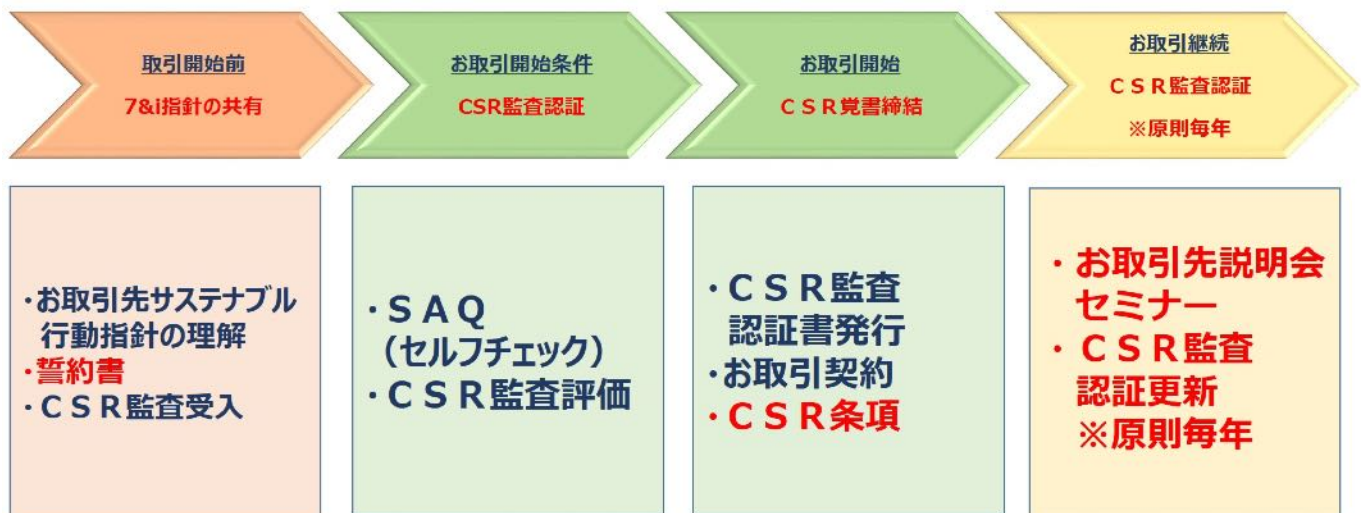 取引開始前
7&i指針の共有
お取引開始条件
CSR監査認証
お取引開始
ＣＳＲ覚書締結
お取引継続
ＣＳＲ監査認証
※原則毎年
・お取引先サステナブル
行動指針の理解
・誓約書
・ＣＳＲ監査受入
・ＳＡＱ
（セルフチェック）
・ＣＳＲ監査評価
・ＣＳＲ監査
認証書発行
・お取引契約
・ＣＳＲ条項
・お取引先説明会
セミナー
・ＣＳＲ監査
認証更新
※原則毎年